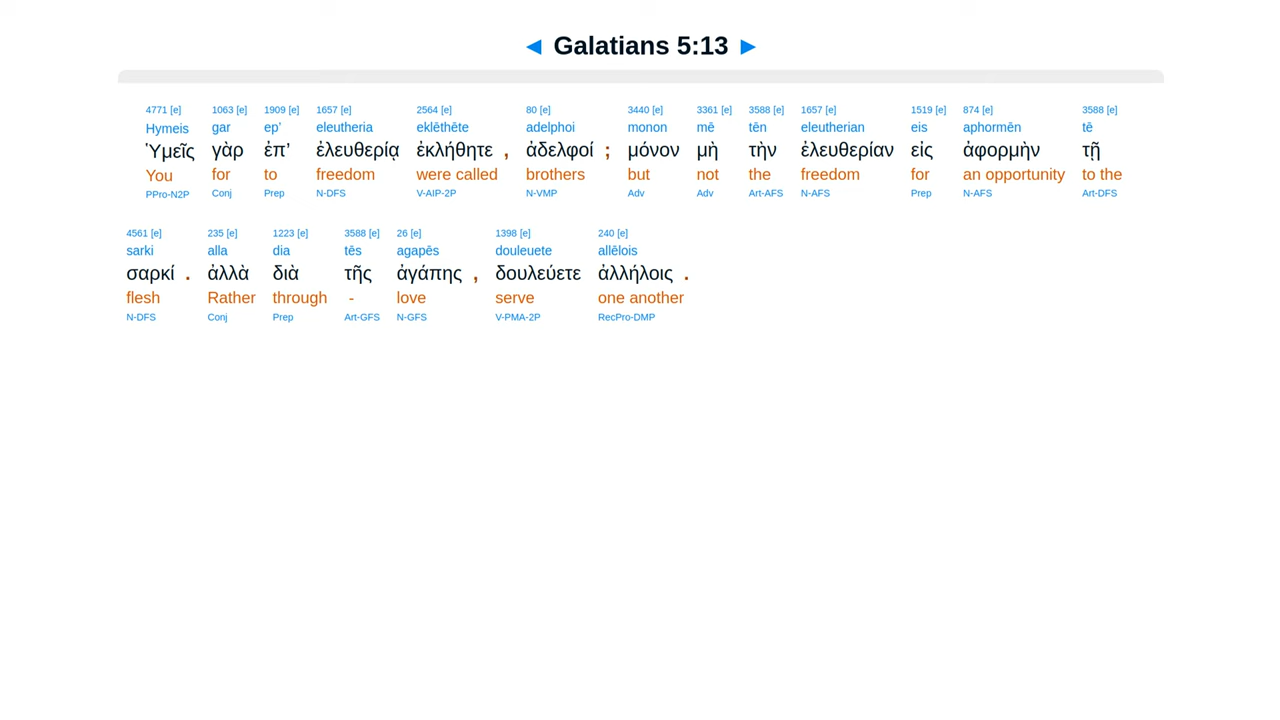 ◄ Galatians 5:13 ►
4771 [e] 1063 [e] 1909 [e] 1657 [e] 2564 [e] 80 [e] 3440 [e] 3361 [e] 3588 [e] 1657 [e] 1519 [e] 874 [e] 3588 [e]
Hymeis gar ep’ eleutheria eklēthēte adelphoi monon mē tēn eleutherian eis aphormēn tē
Ὑμεῖς γὰρ ἐπ’ ἐλευθερίᾳ ἐκλήθητε , ἀδελφοί ; μόνον μὴ τὴν ἐλευθερίαν εἰς ἀφορμὴν τῇ
You for to freedom were called brothers but not the freedom for an opportunity to the
PPro-N2P Conj Prep N-DFS V-AIP-2P N-VMP Adv Adv Art-AFS N-AFS Prep N-AFS Art-DFS
4561 [e] 235 [e] 1223 [e] 3588 [e] 26 [e] 1398 [e] 240 [e]
sarki alla dia tēs agapēs douleuete allēlois
σαρκί . ἀλλὰ διὰ τῆς ἀγάπης , δουλεύετε ἀλλήλοις .
flesh Rather through - love serve one another
N-DFS Conj Prep Art-GFS N-GFS V-PMA-2P RecPro-DMP